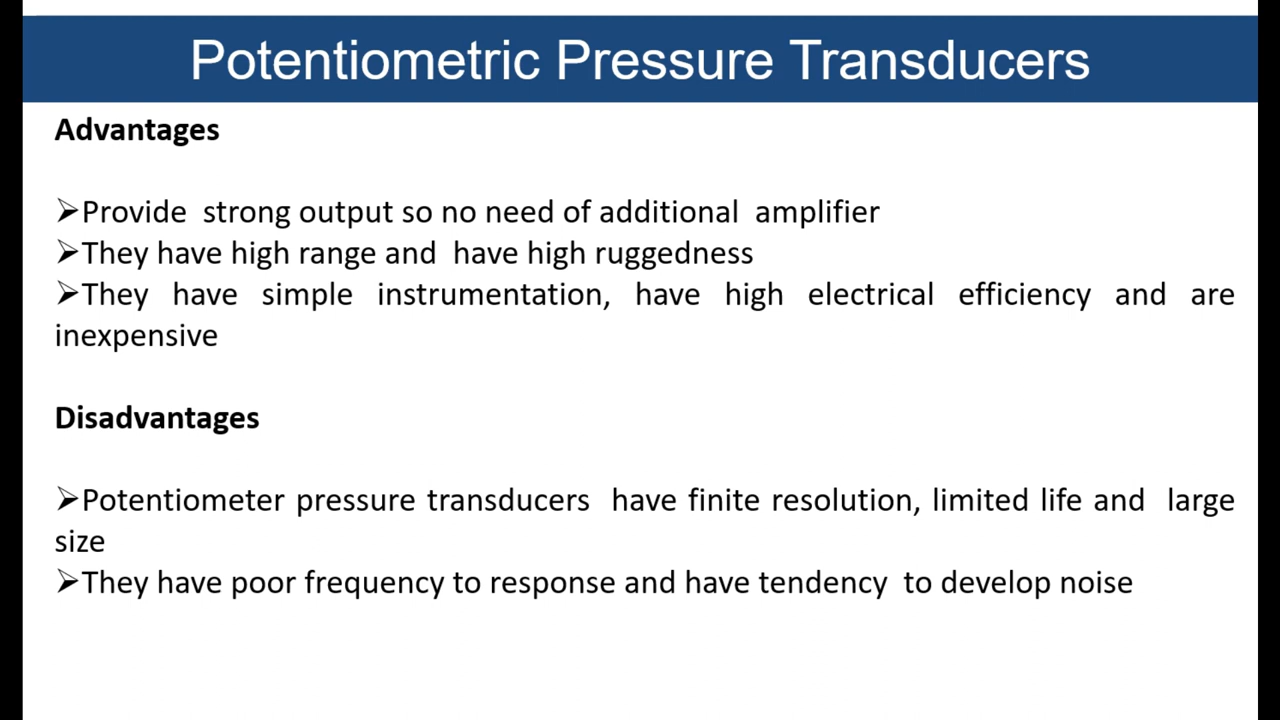 Potentiometric Pressure Transducers
Advantages
➢Provide strong output so no need of additional amplifier
➢They have high range and have high ruggedness
➢They have simple instrumentation, have high electrical efficiency and are
inexpensive
Disadvantages
➢Potentiometer pressure transducers have finite resolution, limited life and large
size
➢They have poor frequency to response and have tendency to develop noise